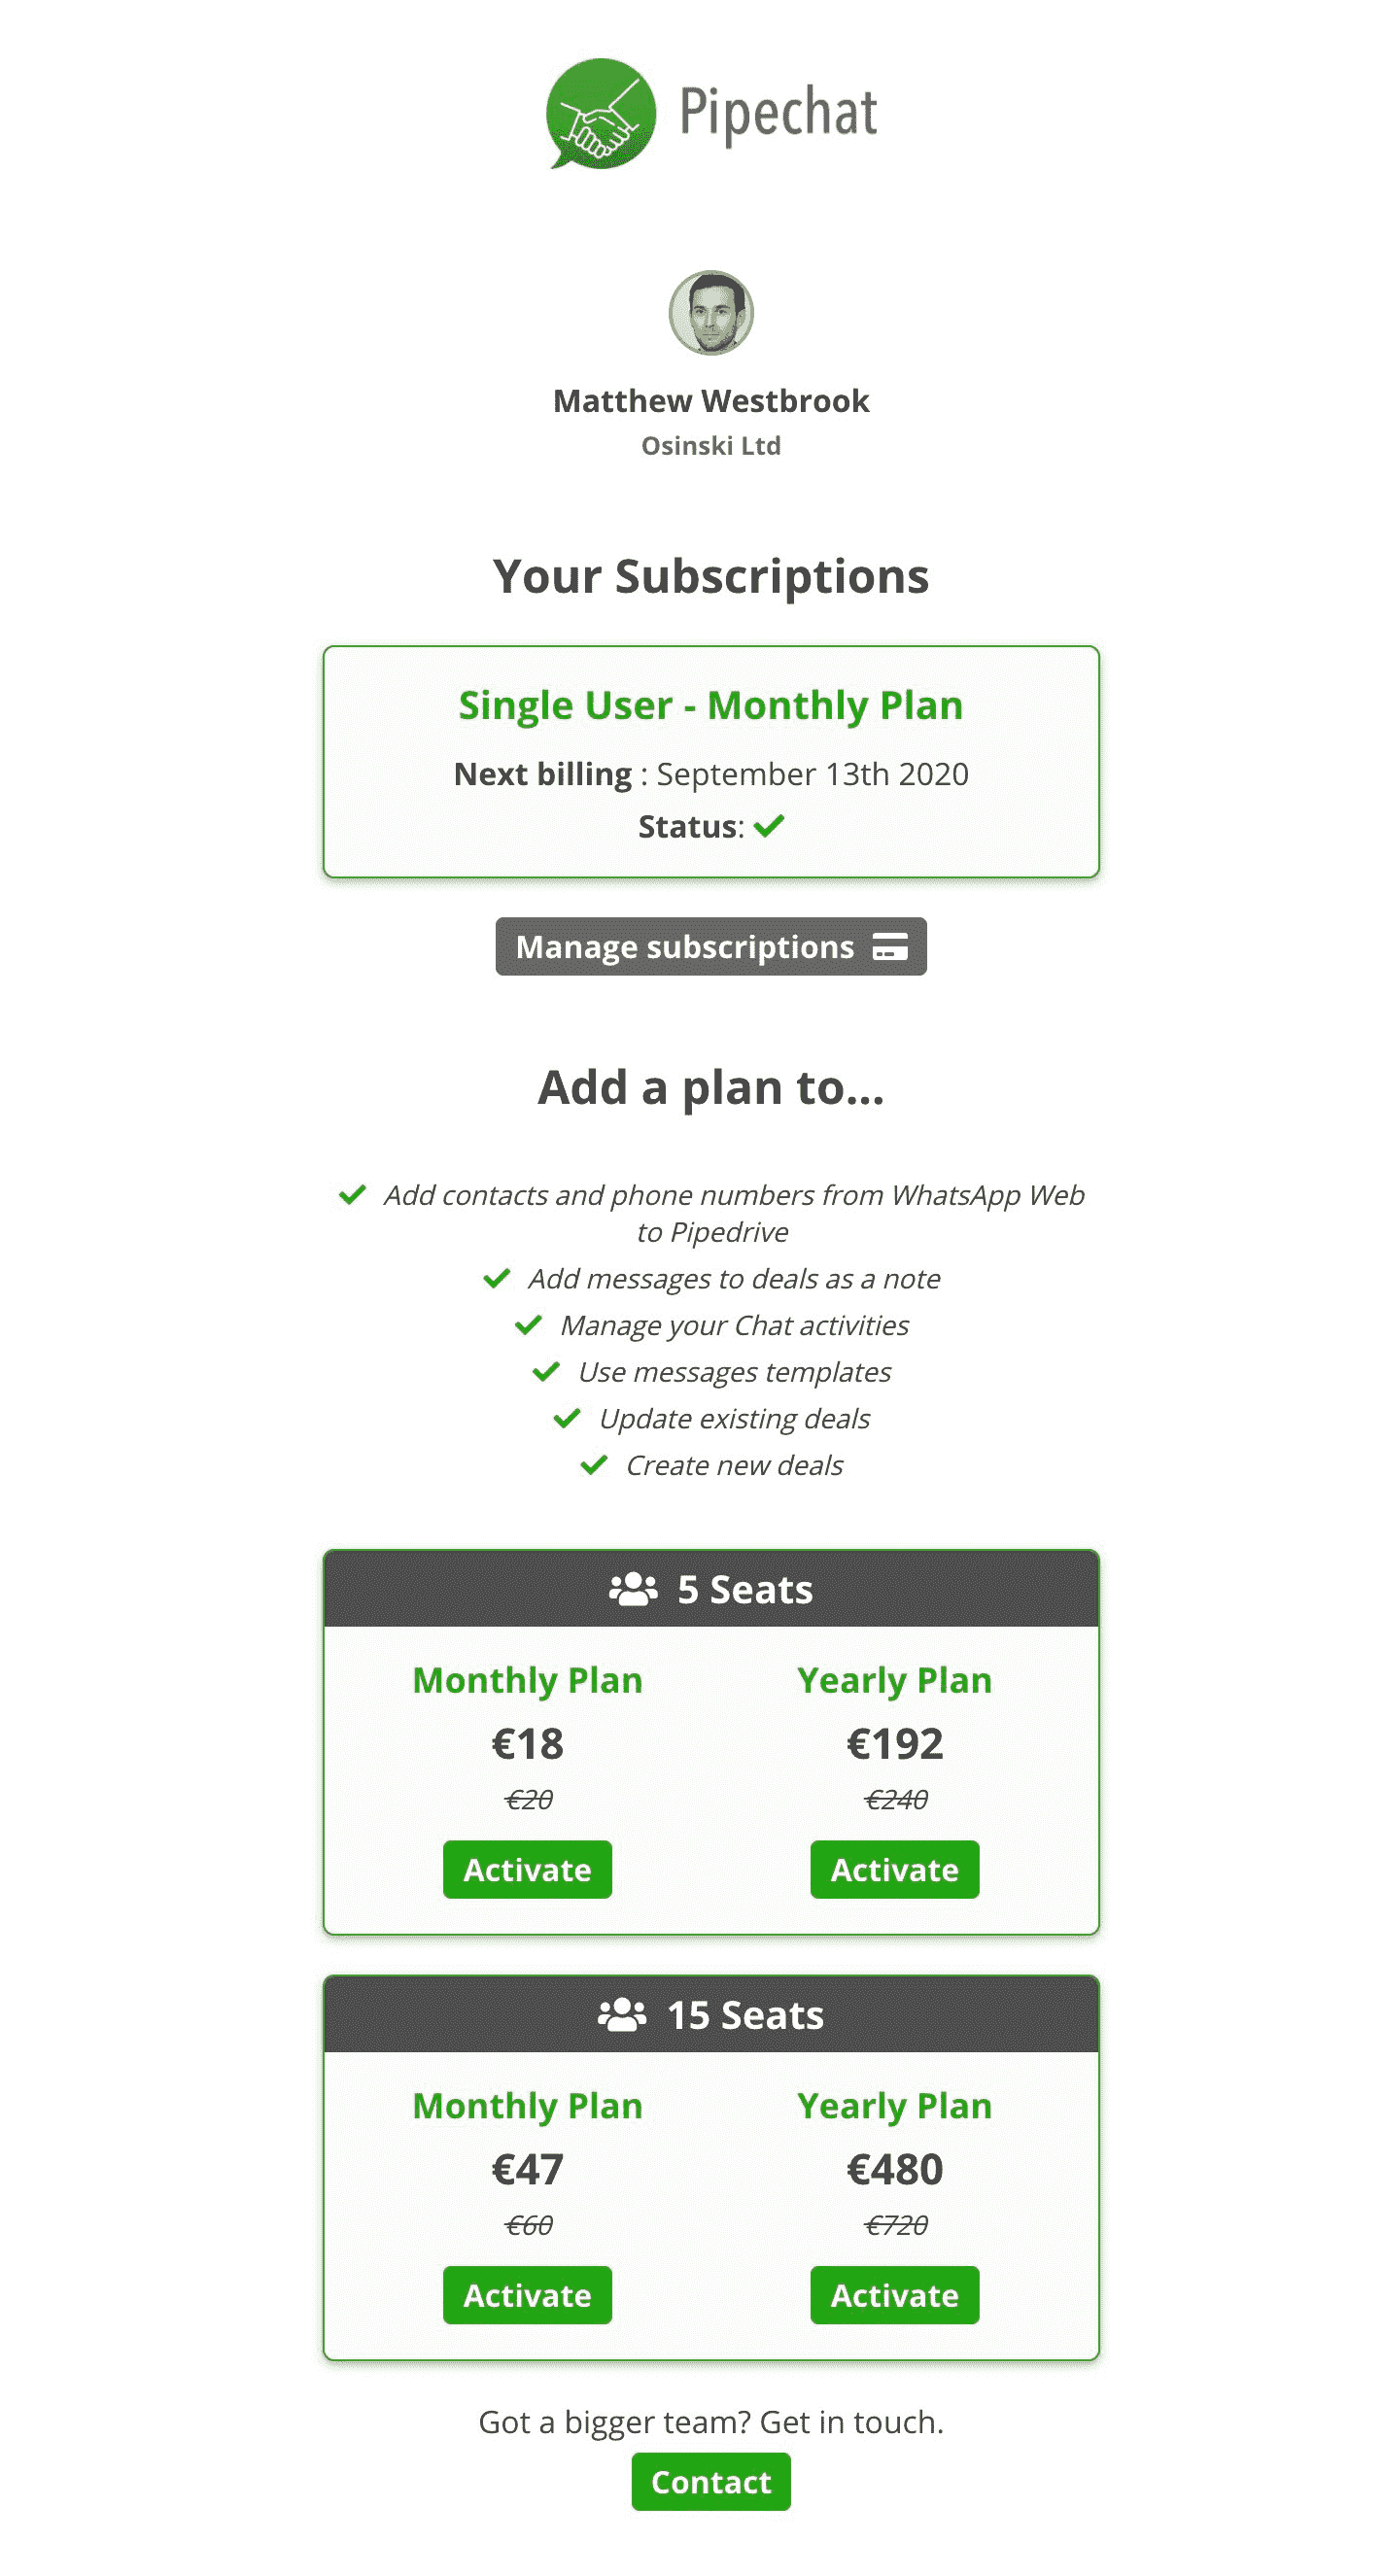 Pipechat
Matthew Westbrook
Osinski Ltd
Your Subscriptions
Single User - Monthly Plan
Next billing : September 13th 2020
Status:
Manage subscriptions
Add a plan to...
Add contacts and phone numbers from WhatsApp Web
to Pipedrive
Add messages to deals as a note
Manage your Chat activities
Use messages templates
Update existing deals
Create new deals
5 Seats
Monthly Plan
€18
€20
Activate
Yearly Plan
€192
€240
Activate
15 Seats
Monthly Plan
€47
€60
Activate
Yearly Plan
€480
€720
Activate
Got a bigger team? Get in touch.
Contact